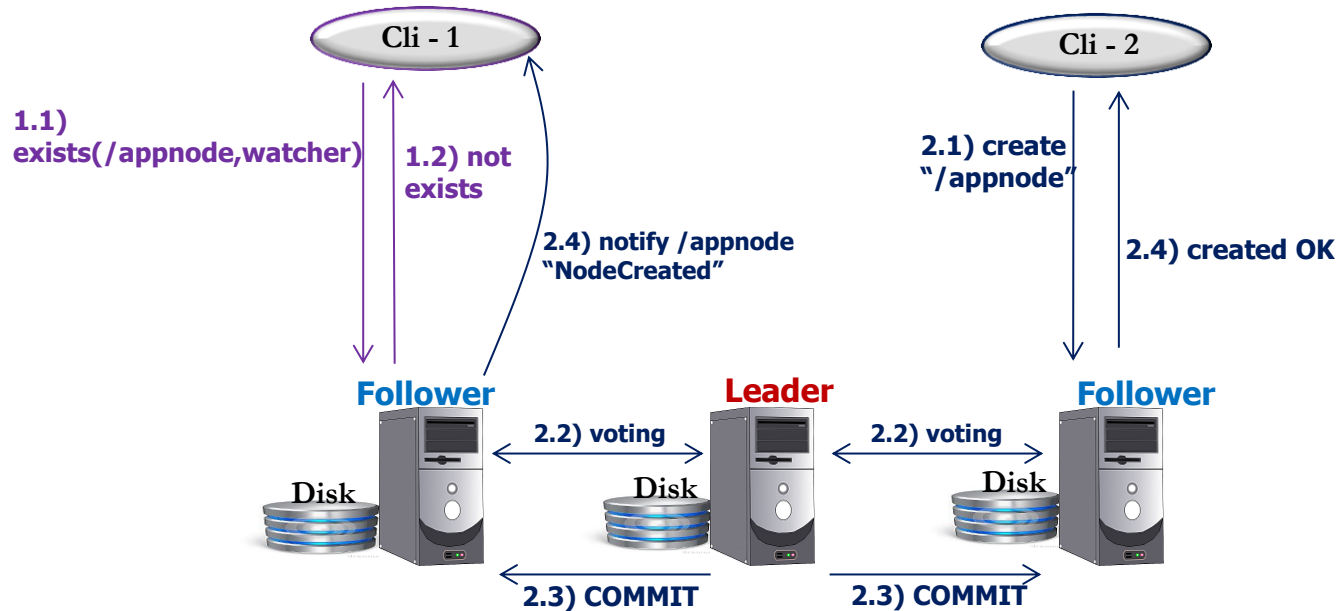 Cli - 1
Cli - 2
1.1)
exists(/appnode,watcher)
1.2) not
exists
2.1) create
“/appnode”
2.4) notify /appnode
“NodeCreated”
2.4) created OK
Follower
Leader
Follower
2.2) voting
2.2) voting
Disk
Disk
Disk
2.3) COMMIT
2.3) COMMIT